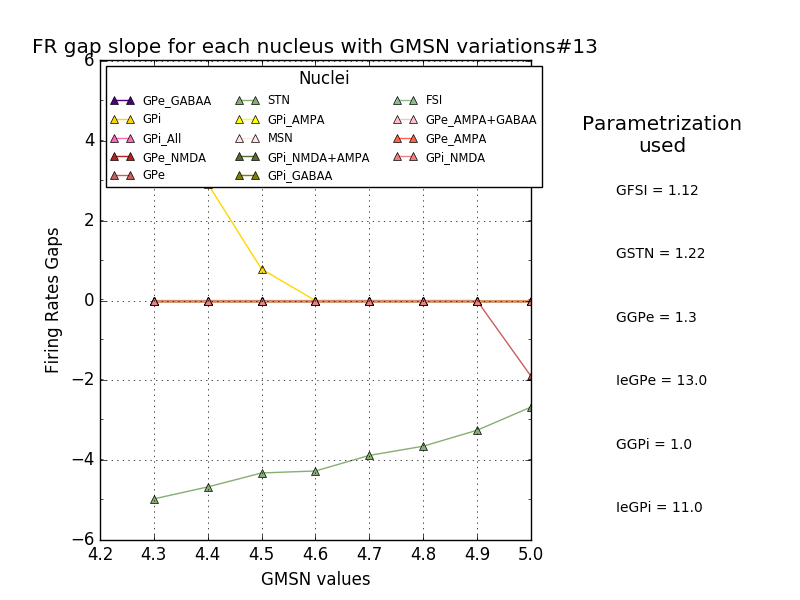 FR gap slope for each nucleus with GMSN variations#13
Nuclei
GPe_GABAA
GPi
GPi_All
GPe_NMDA
GPe
STN
GPi_AMPA
MSN
GPi_NMDA+AMPA
GPi_GABAA
FSI
GPe_AMPA+GABAA
GPe_AMPA
GPi_NMDA
6
4
2
0
−2
−4
−6
Firing Rates Gaps
4.2 4.3 4.4 4.5 4.6 4.7 4.8 4.9 5.0
GMSN values
Parametrization
used
GFSI = 1.12
GSTN = 1.22
GGPe = 1.3
IeGPe = 13.0
GGPi = 1.0
IeGPi = 11.0